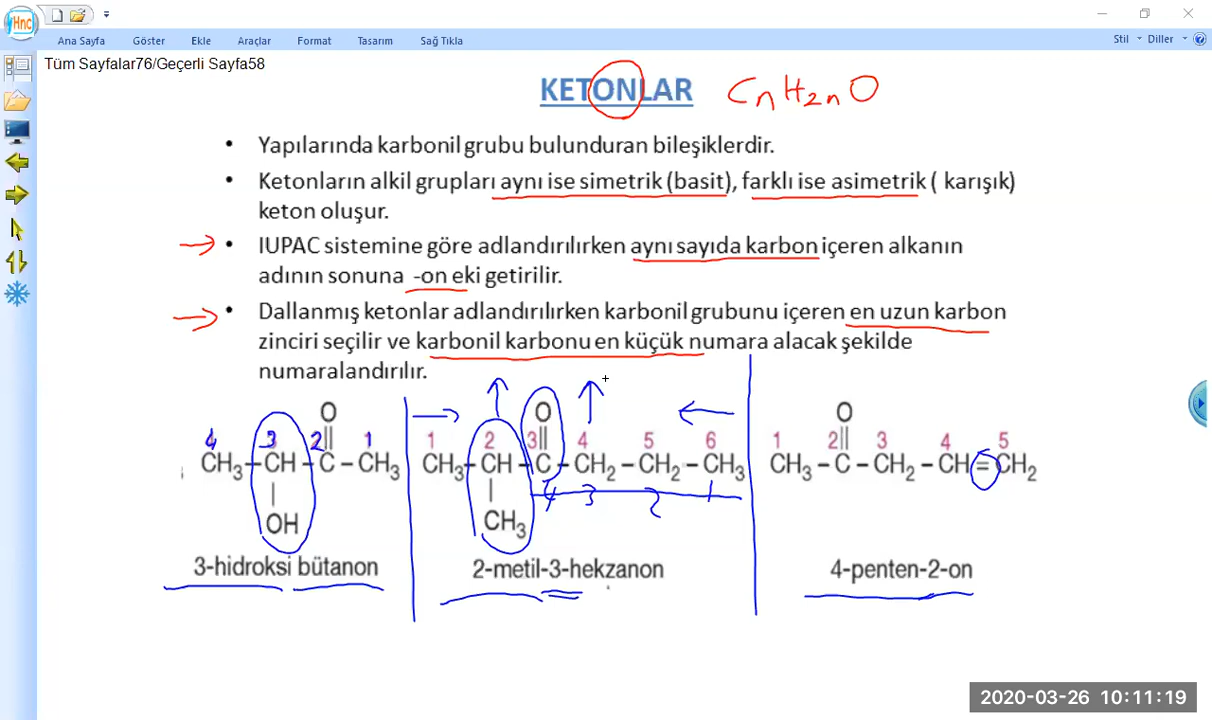 Hnc
Ana Sayfa Göster Ekle Araçlar Format Tasarım Sağ Tıkla Stil Diller
Tüm Sayfalar76/Geçerli Sayfa58
KETONLAR CnH2nO
• Yapılarında karbonil grubu bulunduran bileşiklerdir.
• Ketonların alkil grupları aynı ise simetrik (basit), farklı ise asimetrik ( karışık)
keton oluşur.
• IUPAC sistemine göre adlandırılırken aynı sayıda karbon içeren alkanın
adının sonuna -on eki getirilir.
• Dallanmış ketonlar adlandırılırken karbonil grubunu içeren en uzun karbon
zinciri seçilir ve karbonil karbonu en küçük numara alacak şekilde
numaralandırılır.
O O O
4 3 2 1 1 2 3 4 5 6 1 2 3 4 5
CH3-CH-C-CH3 CH3-CH-C-CH2-CH2-CH3 CH3-C-CH2-CH=CH2
4 3 2 1
OH CH3
3-hidroksi bütanon 2-metil-3-hekzanon 4-penten-2-on
2020-03-26 10:11:19